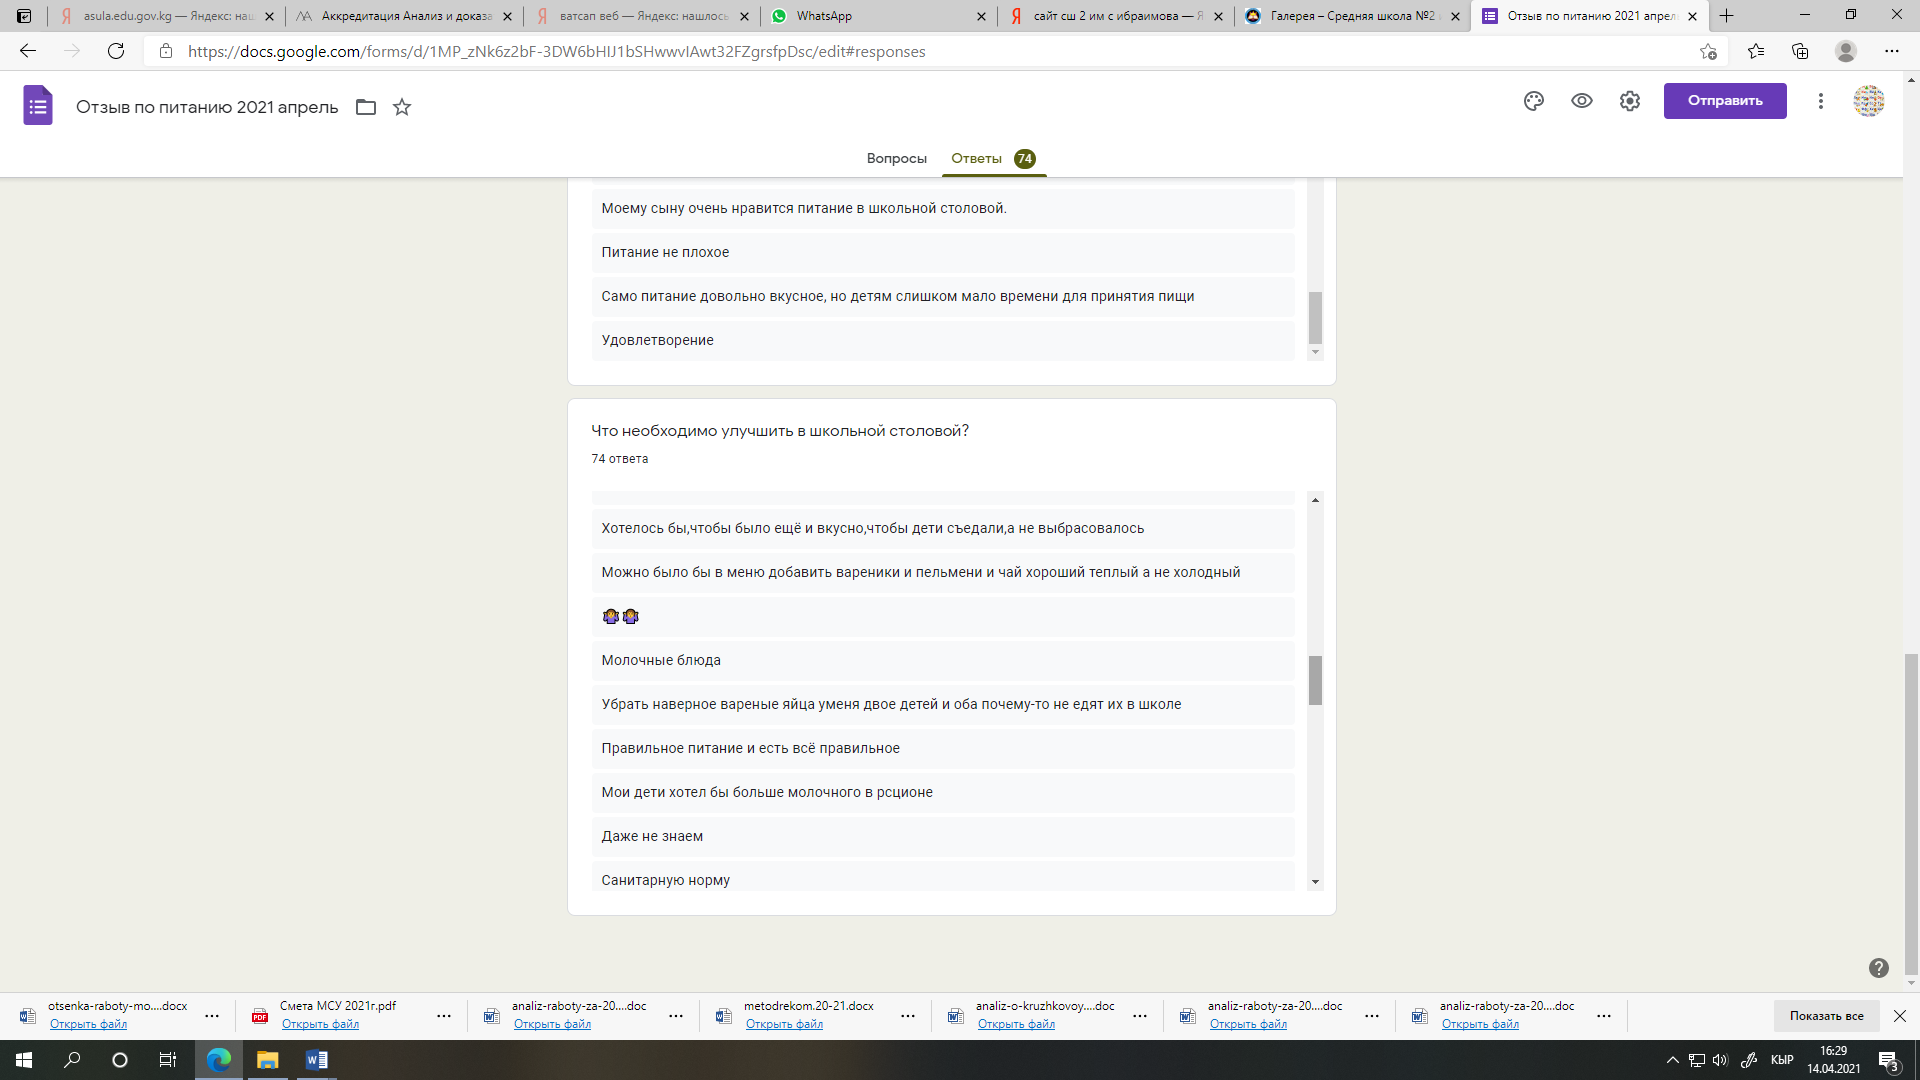 asula.edu.gov.kg — Яндекс: наш
Аккредитация Анализ и доказа
ватсап веб — Яндекс: нашлось
WhatsApp
сайт сш 2 им с ибраимова — Я
Галерея – Средняя школа №2
Отзыв по питанию 2021 апрел
https://docs.google.com/forms/d/1MP_zNk6z2bF-3DW6bHIJ1bSHwwvIAwt32FZgrsfpDsc/edit#responses
Отзыв по питанию 2021 апрель
Отправить
Вопросы
Ответы 74
Моему сыну очень нравится питание в школьной столовой.
Питание не плохое
Само питание довольно вкусное, но детям слишком мало времени для принятия пищи
Удовлетворение
Что необходимо улучшить в школьной столовой?
74 ответа
Хотелось бы,чтобы было ещё и вкусно,чтобы дети съедали,а не выбрасовалось
Можно было бы в меню добавить вареники и пельмени и чай хороший теплый а не холодный
🤷🏽‍♀️🤷🏽‍♀️
Молочные блюда
Убрать наверное вареные яйца уменя двое детей и оба почему-то не едят их в школе
Правильное питание и есть всё правильное
Мои дети хотел бы больше молочного в рсционе
Даже не знаем
Санитарную норму
otsenka-raboty-mo....docx
Открыть файл
Смета МСУ 2021г.pdf
Открыть файл
analiz-raboty-za-20....doc
Открыть файл
metodrekom.20-21.docx
Открыть файл
analiz-o-kruzhkovoy....doc
Открыть файл
analiz-raboty-za-20....doc
Открыть файл
analiz-raboty-za-20....doc
Открыть файл
Показать все
КЫР
16:29
14.04.2021
3